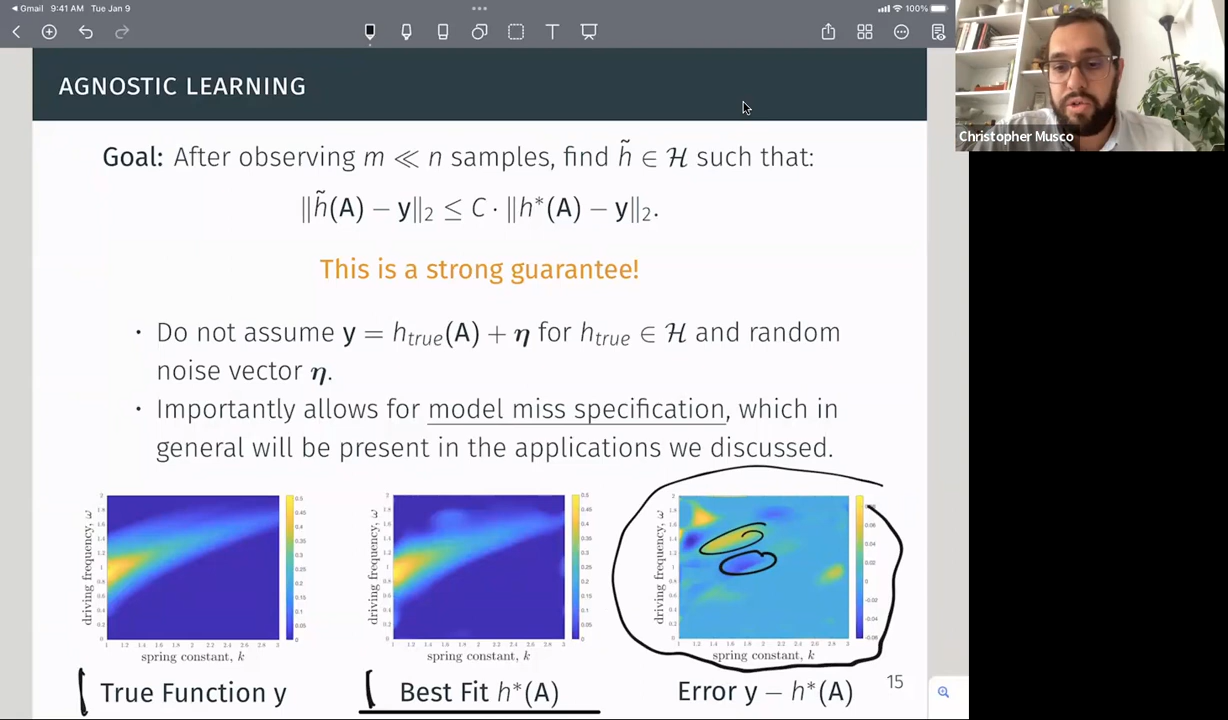 Gmail 9:41 AM Tue Jan 9
100%
AGNOSTIC LEARNING
Christopher Musco
Goal: After observing m ≪ n samples, find h̃ ∈ ℋ such that:
‖h̃(A) − y‖₂ ≤ C · ‖h*(A) − y‖₂.
This is a strong guarantee!
· Do not assume y = h_true(A) + η for h_true ∈ ℋ and random
noise vector η.
· Importantly allows for model miss specification, which in
general will be present in the applications we discussed.
driving frequency, ω
spring constant, k
driving frequency, ω
spring constant, k
driving frequency, ω
spring constant, k
True Function y
Best Fit h*(A)
Error y − h*(A)
15